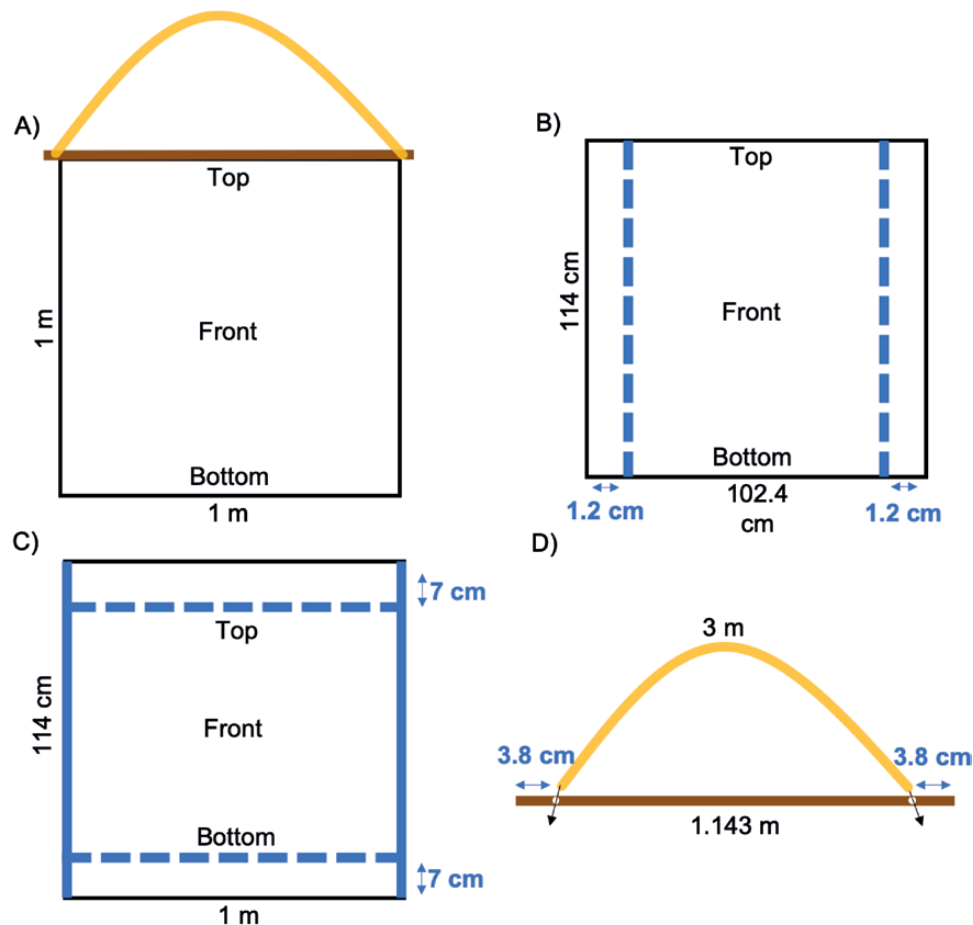 A)
Top
1 m
Front
Bottom
1 m
B)
Top
114 cm
Front
Bottom
1.2 cm
102.4
cm
1.2 cm
C)
7 cm
Top
114 cm
Front
Bottom
7 cm
1 m
D)
3 m
3.8 cm
3.8 cm
1.143 m